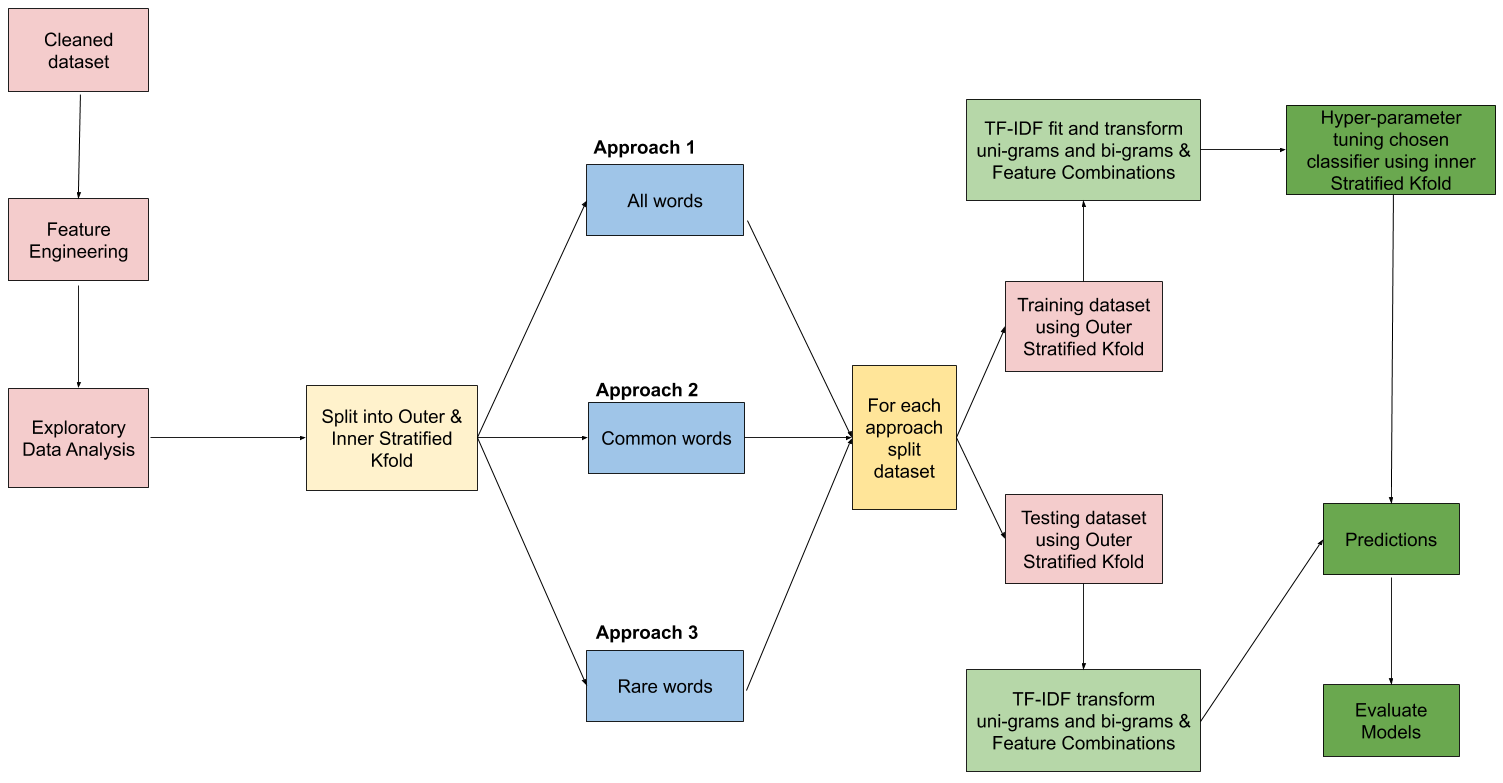 Cleaned
dataset
Feature
Engineering
Exploratory
Data Analysis
Split into Outer &
Inner Stratified
Kfold
Approach 1
All words
Approach 2
Common words
Approach 3
Rare words
For each
approach
split
dataset
Training dataset
using Outer
Stratified Kfold
Testing dataset
using Outer
Stratified Kfold
TF-IDF fit and transform
uni-grams and bi-grams &
Feature Combinations
TF-IDF transform
uni-grams and bi-grams &
Feature Combinations
Hyper-parameter
tuning chosen
classifier using inner
Stratified Kfold
Predictions
Evaluate
Models